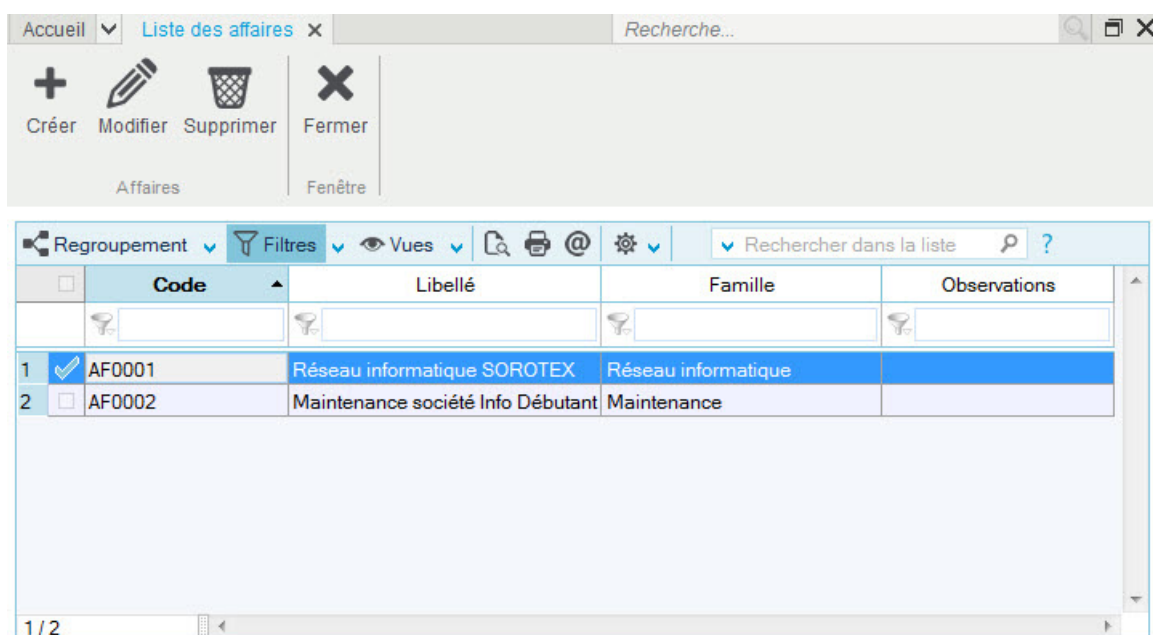 Accueil Liste des affaires X Recherche...
Créer Modifier Supprimer Fermer
Affaires Fenêtre
Regroupement Filtres Vues @ Rechercher dans la liste ?
Code Libellé Famille Observations
1 AF0001 Réseau informatique SOROTEX Réseau informatique
2 AF0002 Maintenance société Info Débutant Maintenance
1 / 2